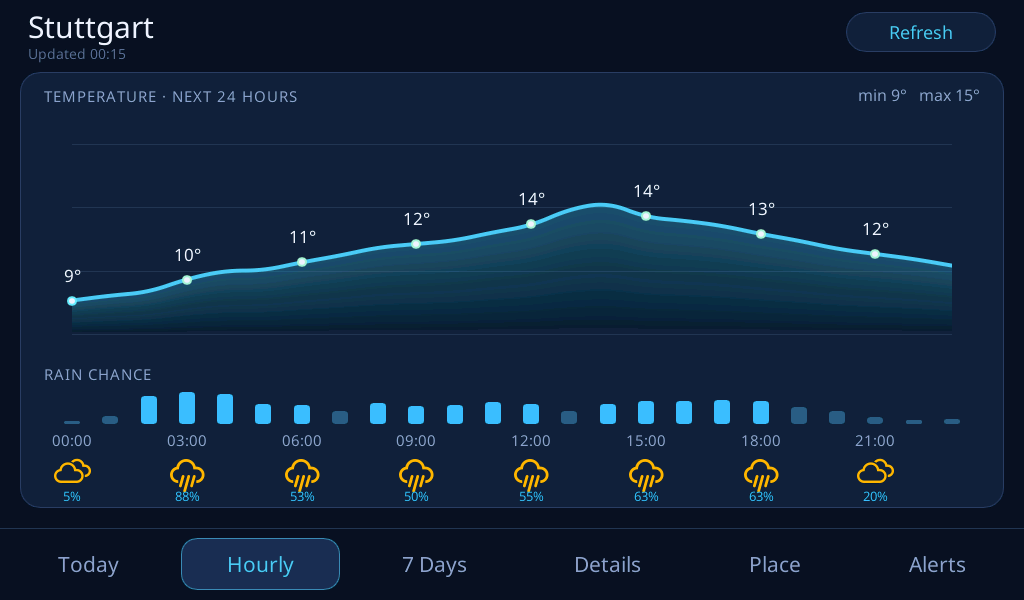 Stuttgart
Updated 00:15
Refresh
TEMPERATURE · NEXT 24 HOURS
min 9° max 15°
9°
10°
11°
12°
14°
14°
13°
12°
RAIN CHANCE
00:00 03:00 06:00 09:00 12:00 15:00 18:00 21:00
5% 88% 53% 50% 55% 63% 63% 20%
Today Hourly 7 Days Details Place Alerts